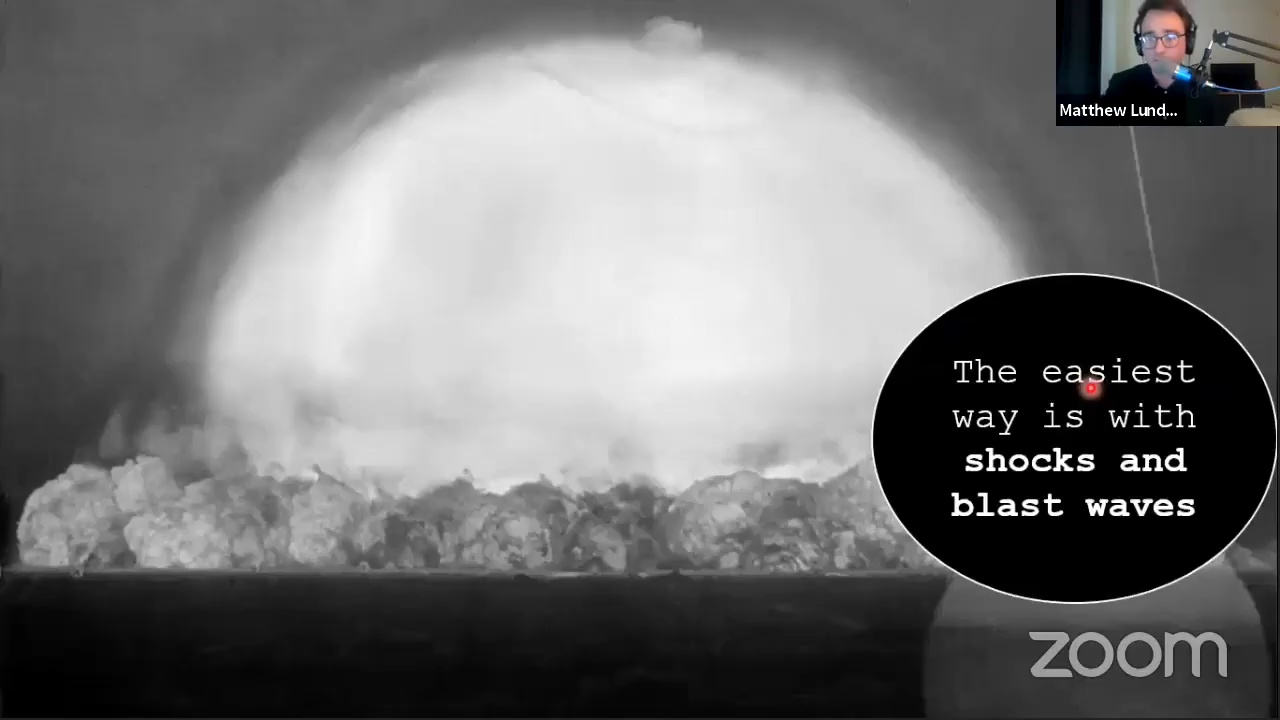 Matthew Lund...
The easiest
way is with
shocks and
blast waves
zoom